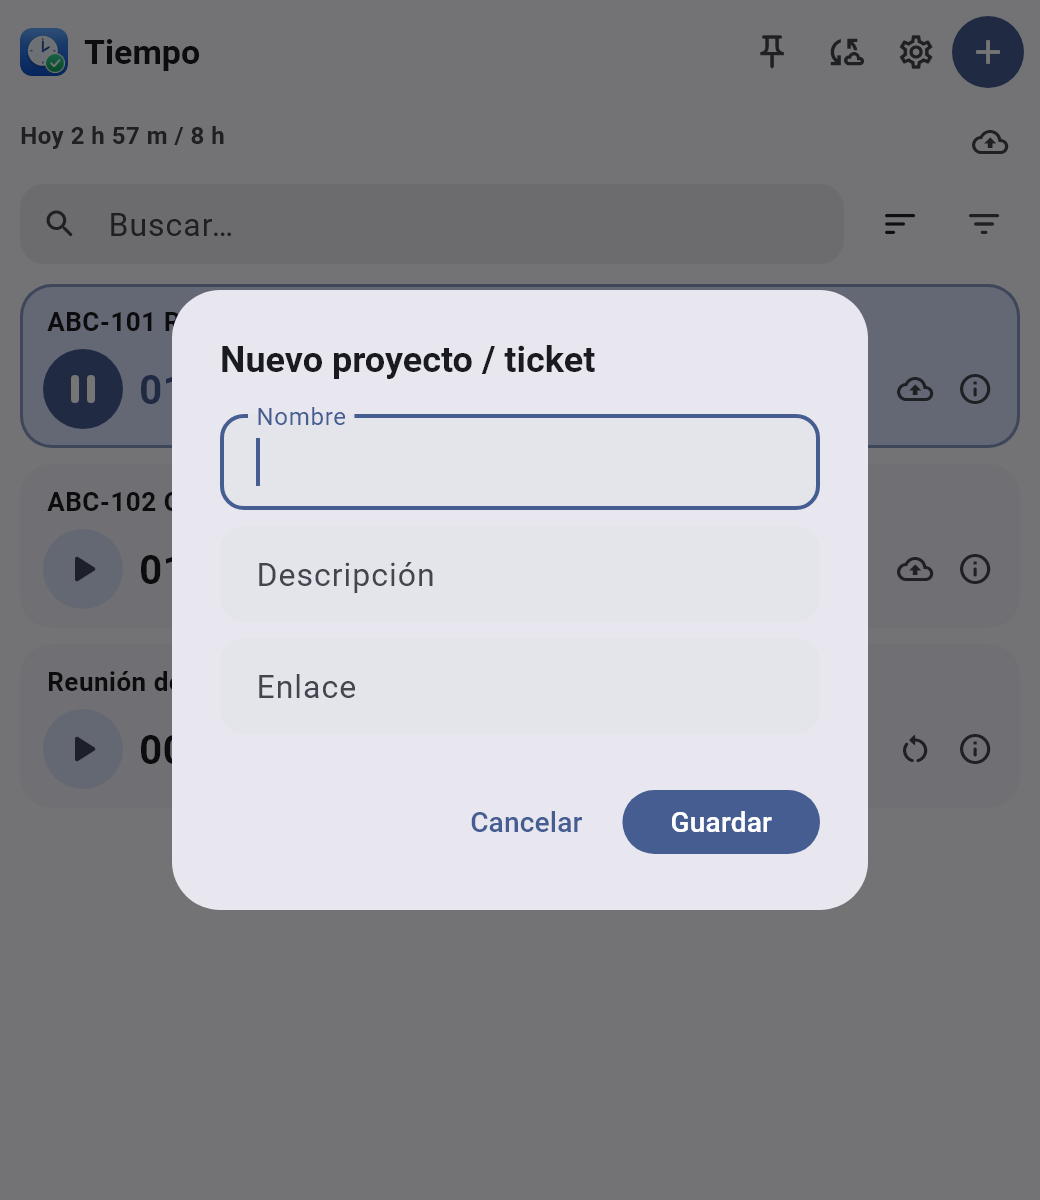 Tiempo
Hoy 2 h 57 m / 8 h
Buscar...
ABC-101
ABC-102
Reunión
Nuevo proyecto / ticket
Nombre
Descripción
Enlace
Cancelar
Guardar